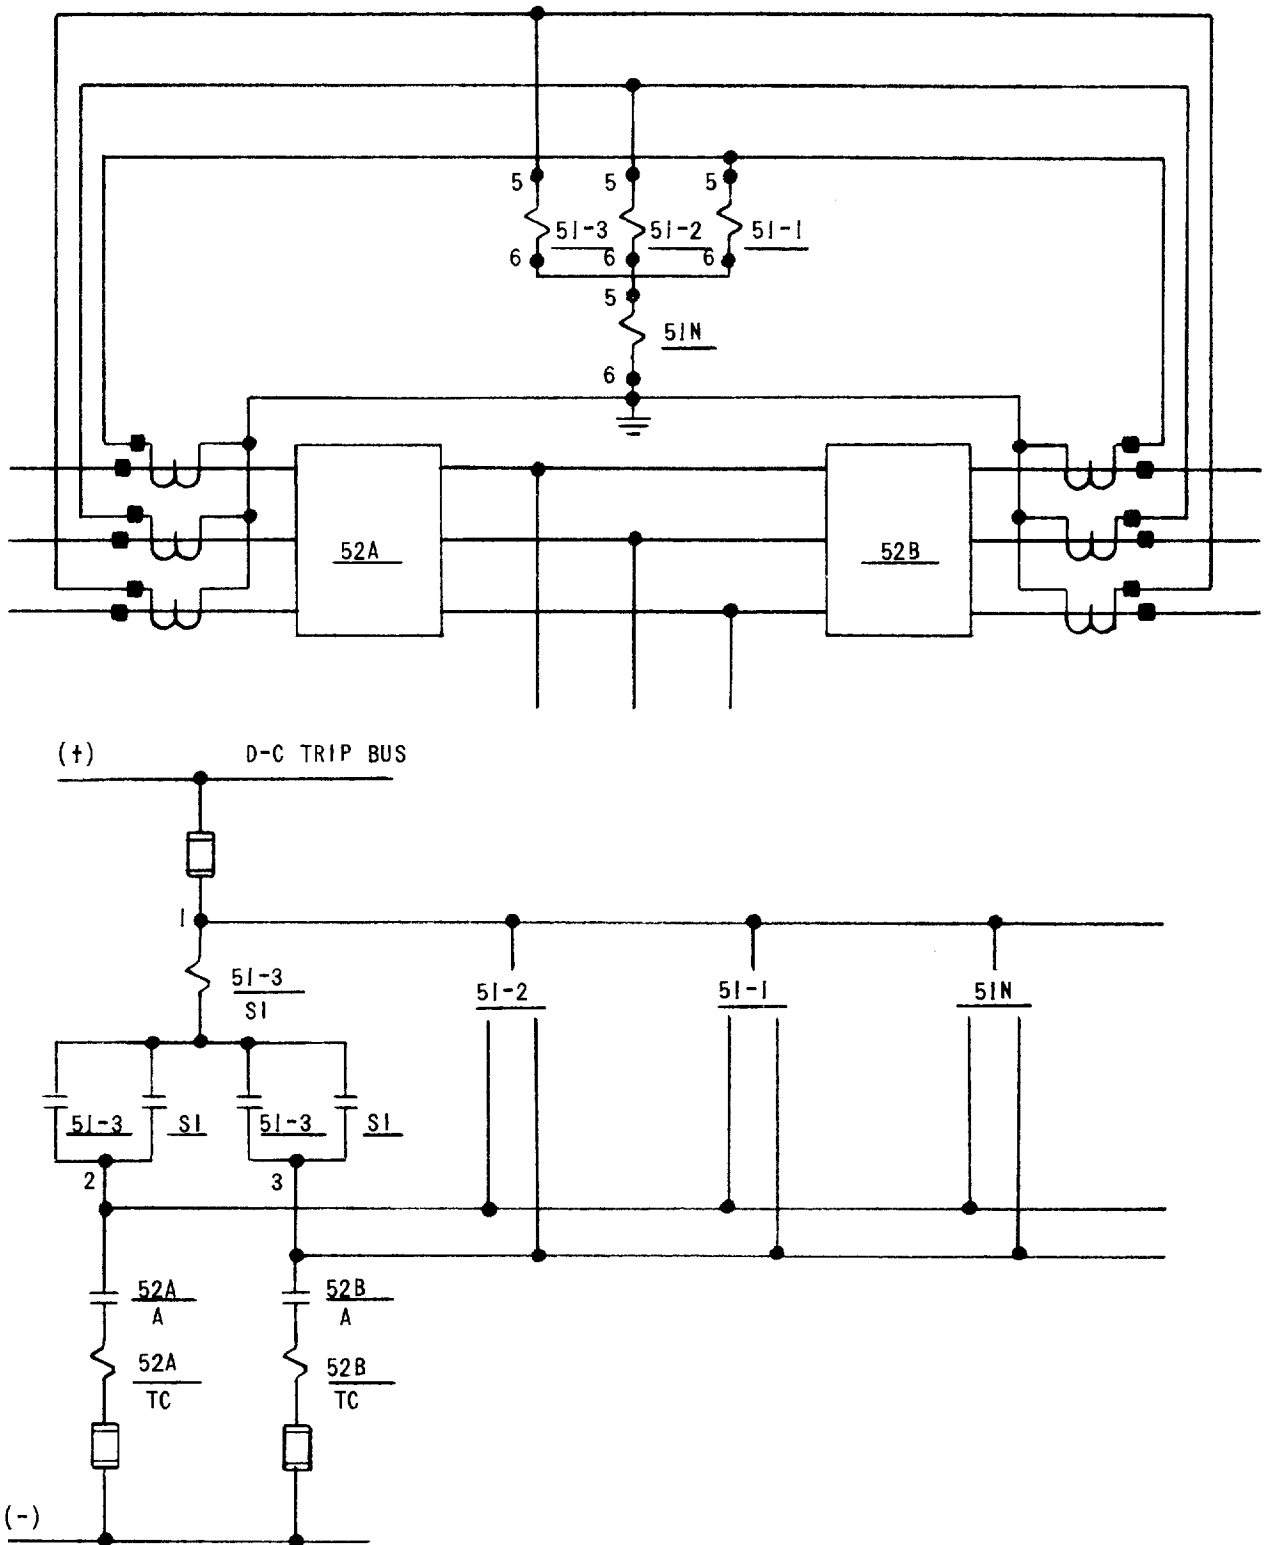 5 5 5
51-3 51-2 51-1
6 6 6
5
51N
6
52A 52B
(+) D-C TRIP BUS
1
51-3
SI
51-2 51-1 51N
51-3 SI 51-3 SI
2 3
52A 52B
A A
52A 52B
TC TC
(-)